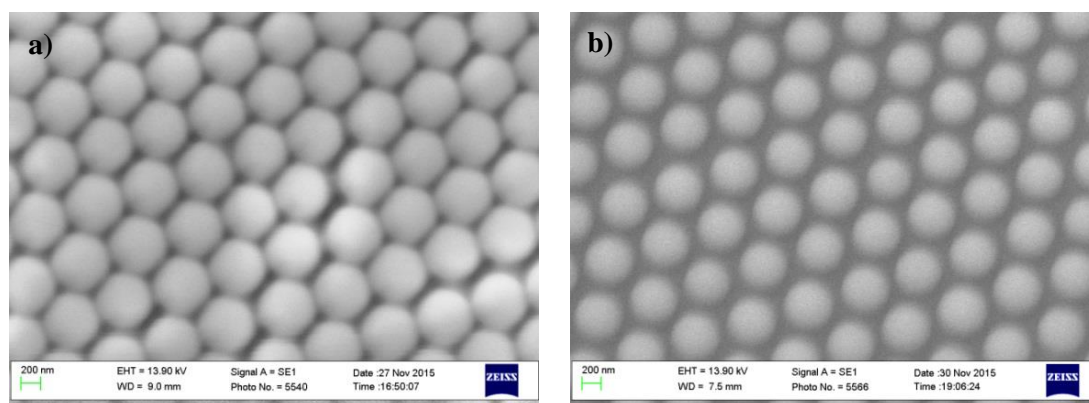 a)
200 nm
EHT = 13.90 kV
WD = 9.0 mm
Signal A = SE1
Photo No. = 5540
Date :27 Nov 2015
Time :16:50:07
ZEISS
b)
200 nm
EHT = 13.90 kV
WD = 7.5 mm
Signal A = SE1
Photo No. = 5566
Date :30 Nov 2015
Time :19:06:24
ZEISS